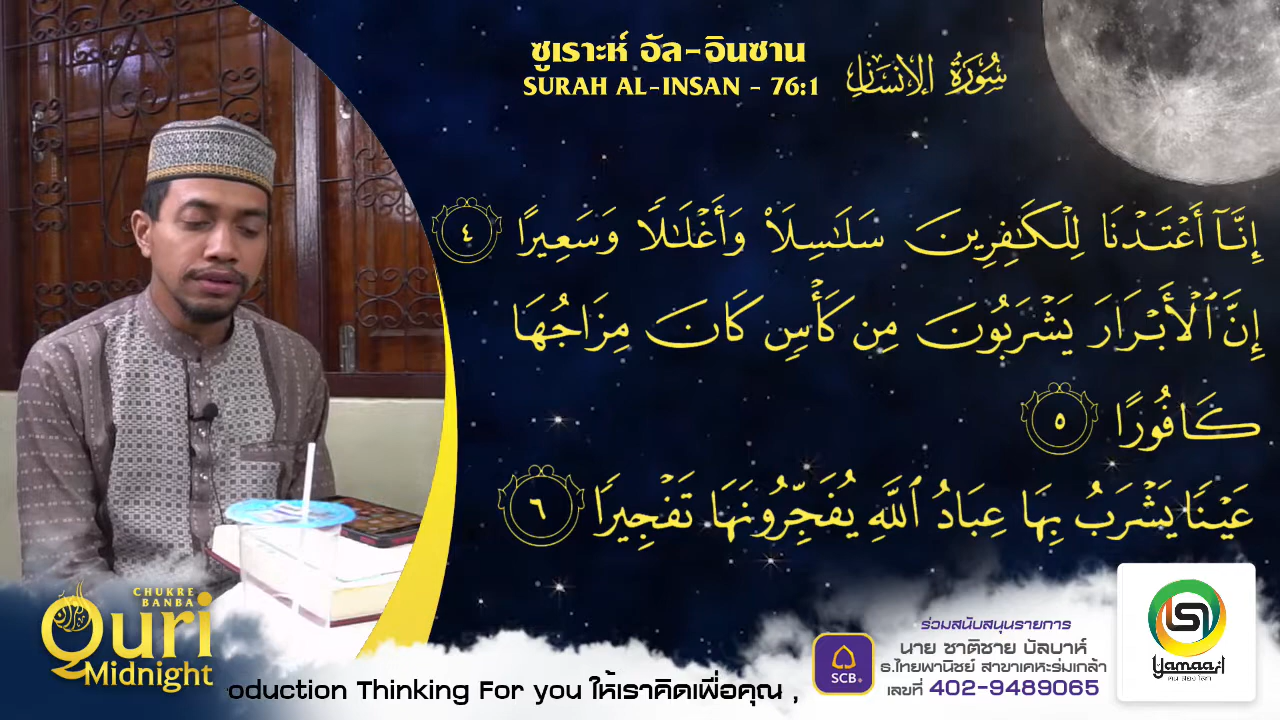 ซูเราะห์ อัล-อินซาน
SURAH AL-INSAN - 76:1
سُورَةُ الإِنسَانِ
إِنَّآ أَعْتَدْنَا لِلْكَٰفِرِينَ سَلَٰسِلَا۟ وَأَغْلَٰلًا وَسَعِيرًا ٤
إِنَّ ٱلْأَبْرَارَ يَشْرَبُونَ مِن كَأْسٍ كَانَ مِزَاجُهَا
كَافُورًا ٥
عَيْنًا يَشْرَبُ بِهَا عِبَادُ ٱللَّهِ يُفَجِّرُونَهَا تَفْجِيرًا ٦
CHUKRE
BANBA
Quri
Midnight
oduction Thinking For you ให้เราคิดเพื่อคุณ ,
SCB
ร่วมสนับสนุนรายการ
นาย ชาติชาย บัลบาห์
ธ.ไทยพานิชย์ สาขาเคหะร่มเกล้า
เลขที่ 402-9489065